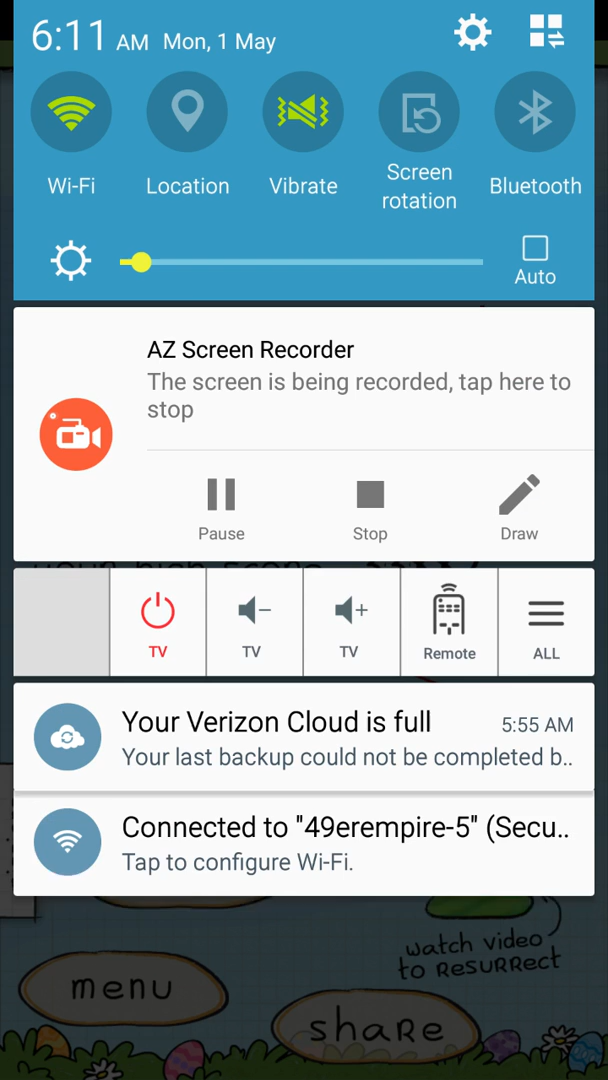 6:11 AM Mon, 1 May
Wi-Fi
Location
Vibrate
Screen rotation
Bluetooth
Auto
AZ Screen Recorder
The screen is being recorded, tap here to
stop
Pause
Stop
Draw
your high score
TV
TV
TV
Remote
ALL
Your Verizon Cloud is full
5:55 AM
Your last backup could not be completed b..
Connected to "49erempire-5" (Secu..
Tap to configure Wi-Fi.
watch video
to RESURRECT
menu
share